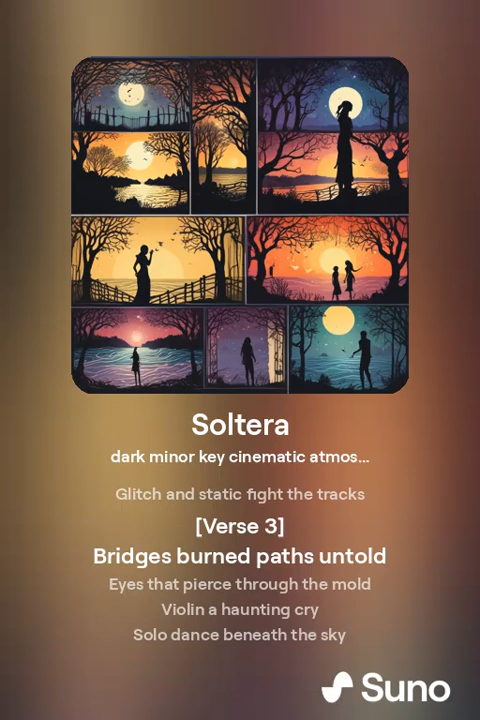 Soltera
dark minor key cinematic atmos...
Glitch and static fight the tracks
[Verse 3]
Bridges burned paths untold
Eyes that pierce through the mold
Violin a haunting cry
Solo dance beneath the sky
Suno